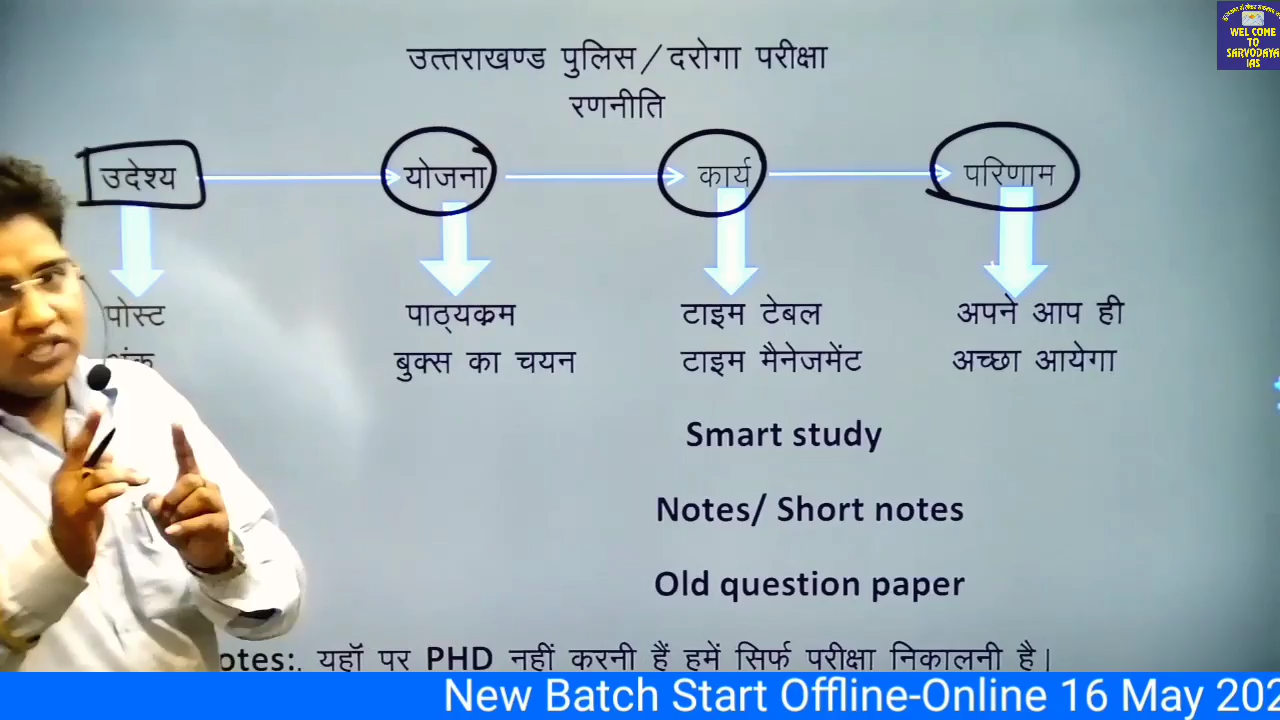 उत्तराखण्ड पुलिस/दरोगा परीक्षा
रणनीति
उदेश्य योजना कार्य परिणाम
पोस्ट पाठ्यक्रम टाइम टेबल अपने आप ही
अंक बुक्स का चयन टाइम मैनेजमेंट अच्छा आयेगा
Smart study
Notes/ Short notes
Old question paper
otes:. यहॉ पर PHD नहीं करनी हैं हमें सिर्फ परीक्षा निकालनी है।
New Batch Start Offline-Online 16 May 202
WEL COME
TO
SARVODAYA
IAS